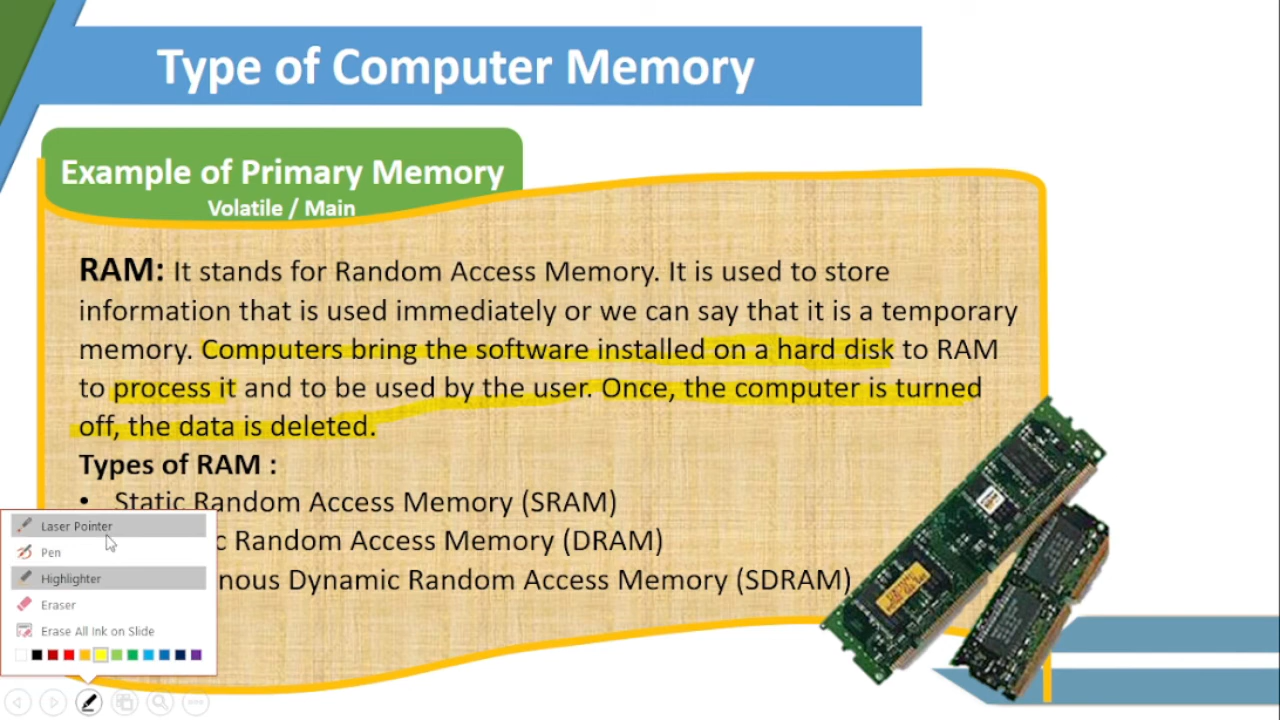 Type of Computer Memory
Example of Primary Memory
Volatile / Main
RAM: It stands for Random Access Memory. It is used to store
information that is used immediately or we can say that it is a temporary
memory. Computers bring the software installed on a hard disk to RAM
to process it and to be used by the user. Once, the computer is turned
off, the data is deleted.
Types of RAM :
• Static Random Access Memory (SRAM)
c Random Access Memory (DRAM)
nous Dynamic Random Access Memory (SDRAM)
Laser Pointer
Pen
Highlighter
Eraser
Erase All Ink on Slide